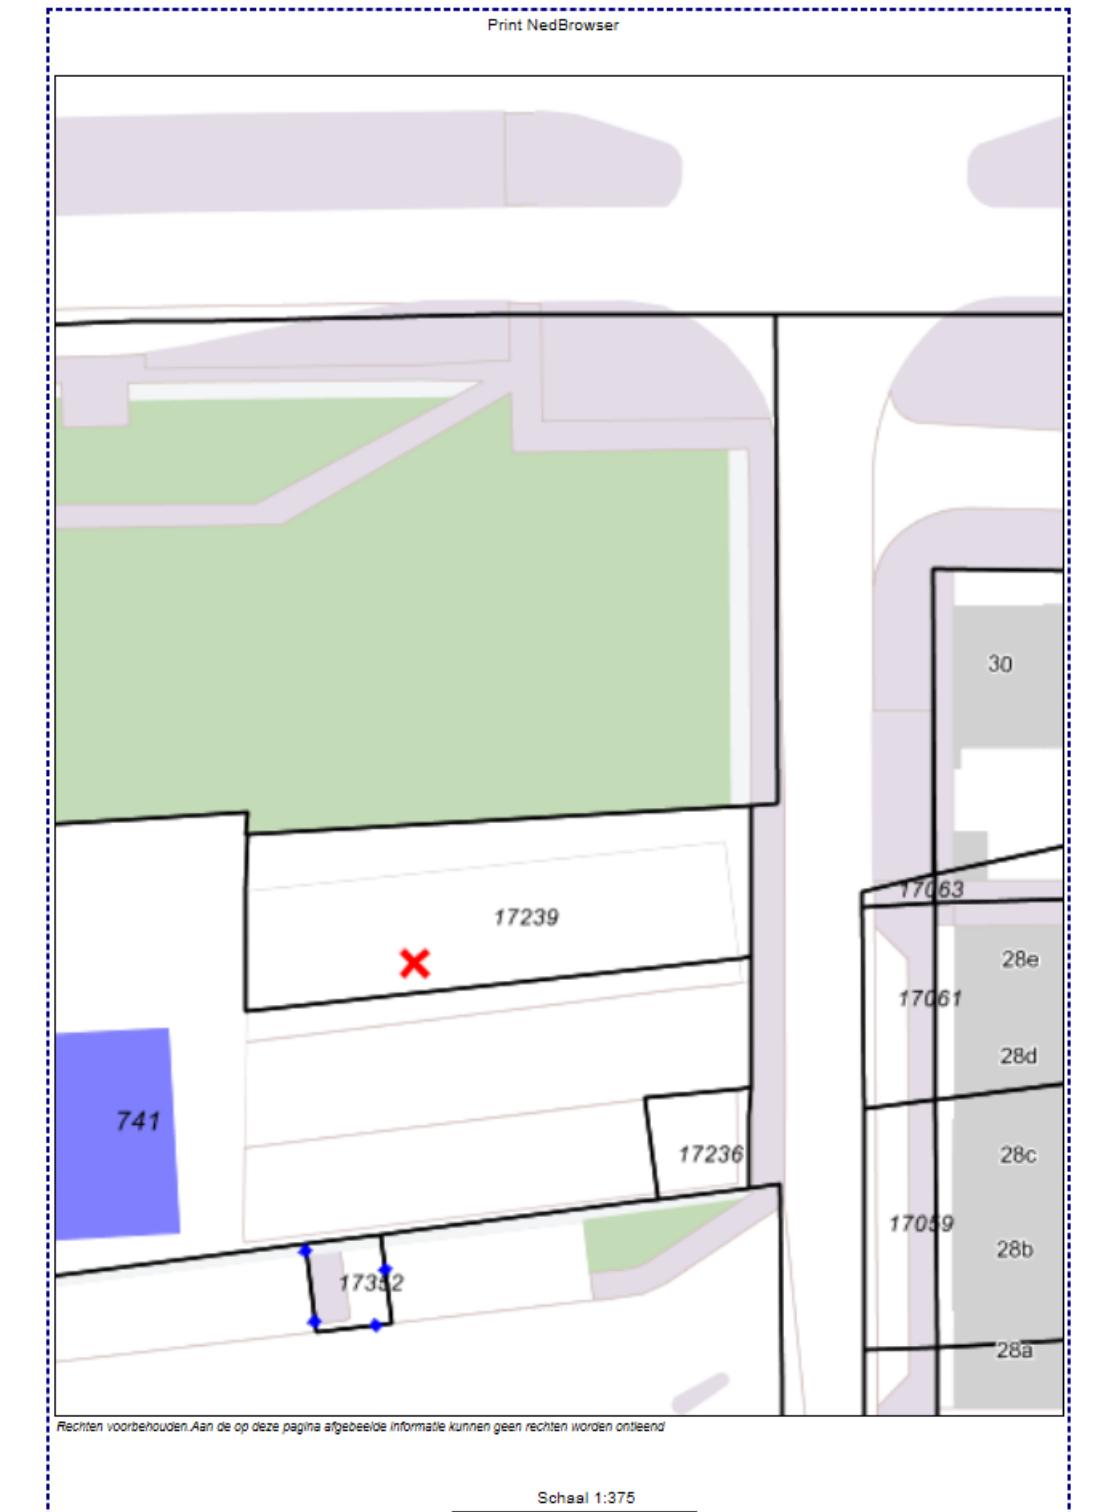 Print NedBrowser
30
17063
17239
28e
17061
28d
741
17236
28c
17059
28b
17352
28a
Rechten voorbehouden.Aan de op deze pagina afgebeelde informatie kunnen geen rechten worden ontleend
Schaal 1:375